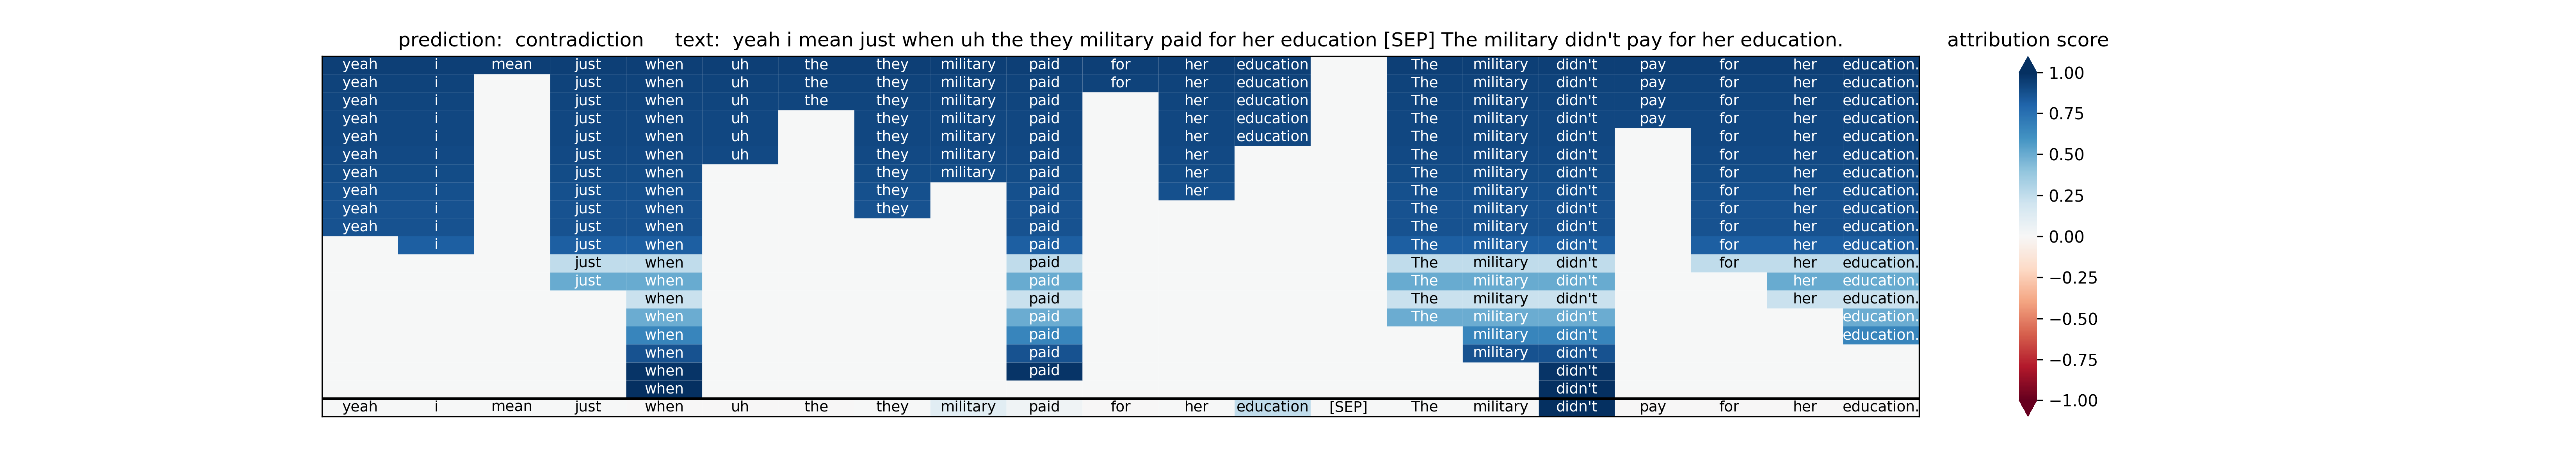 prediction: contradiction text: yeah i mean just when uh the they military paid for her education [SEP] The military didn't pay for her education.
attribution score
yeah i mean just when uh the they military paid for her education The military didn't pay for her education.
yeah i just when uh the they military paid for her education The military didn't pay for her education.
yeah i just when uh the they military paid her education The military didn't pay for her education.
yeah i just when uh they military paid her education The military didn't pay for her education.
yeah i just when uh they military paid her education The military didn't for her education.
yeah i just when uh they military paid her The military didn't for her education.
yeah i just when they military paid her The military didn't for her education.
yeah i just when they paid her The military didn't for her education.
yeah i just when they paid The military didn't for her education.
yeah i just when paid The military didn't for her education.
i just when paid The military didn't for her education.
just when paid The military didn't for her education.
just when paid The military didn't her education.
when paid The military didn't her education.
when paid The military didn't education.
when paid military didn't education.
when paid military didn't
when paid didn't
when didn't
yeah i mean just when uh the they military paid for her education [SEP] The military didn't pay for her education.
1.00
0.75
0.50
0.25
0.00
−0.25
−0.50
−0.75
−1.00